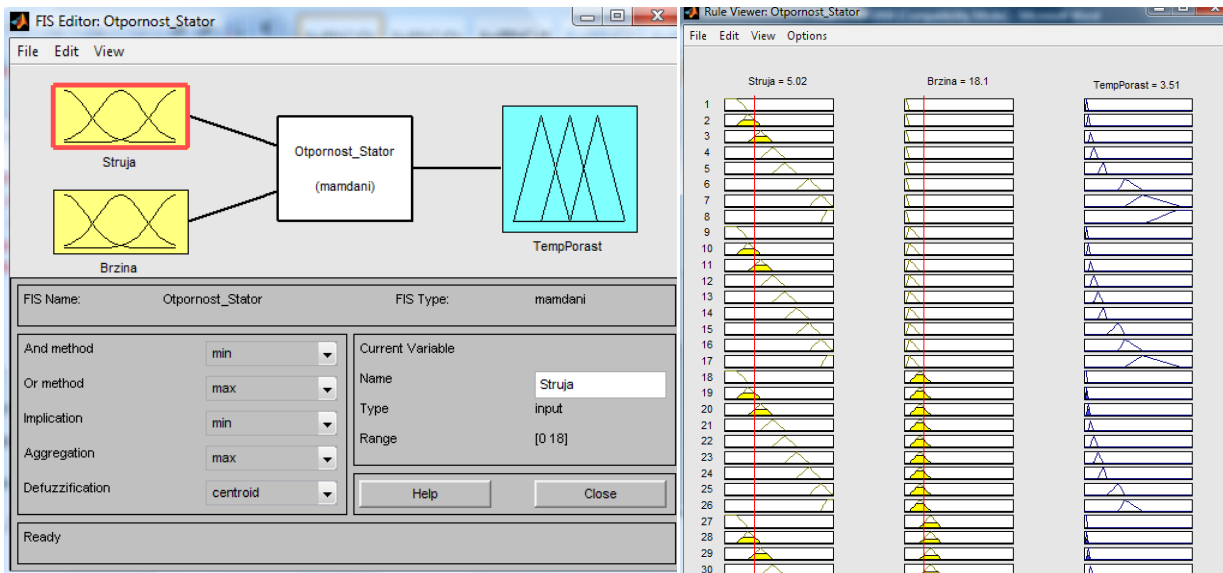 FIS Editor: Otpornost_Stator
File Edit View
Struja
Brzina
Otpornost_Stator
(mamdani)
TempPorast
FIS Name: Otpornost_Stator FIS Type: mamdani
And method min
Or method max
Implication min
Aggregation max
Defuzzification centroid
Current Variable
Name Struja
Type input
Range [0 18]
Help Close
Ready
Rule Viewer: Otpornost_Stator
File Edit View Options
Struja = 5.02 Brzina = 18.1 TempPorast = 3.51
1
2
3
4
5
6
7
8
9
10
11
12
13
14
15
16
17
18
19
20
21
22
23
24
25
26
27
28
29
30